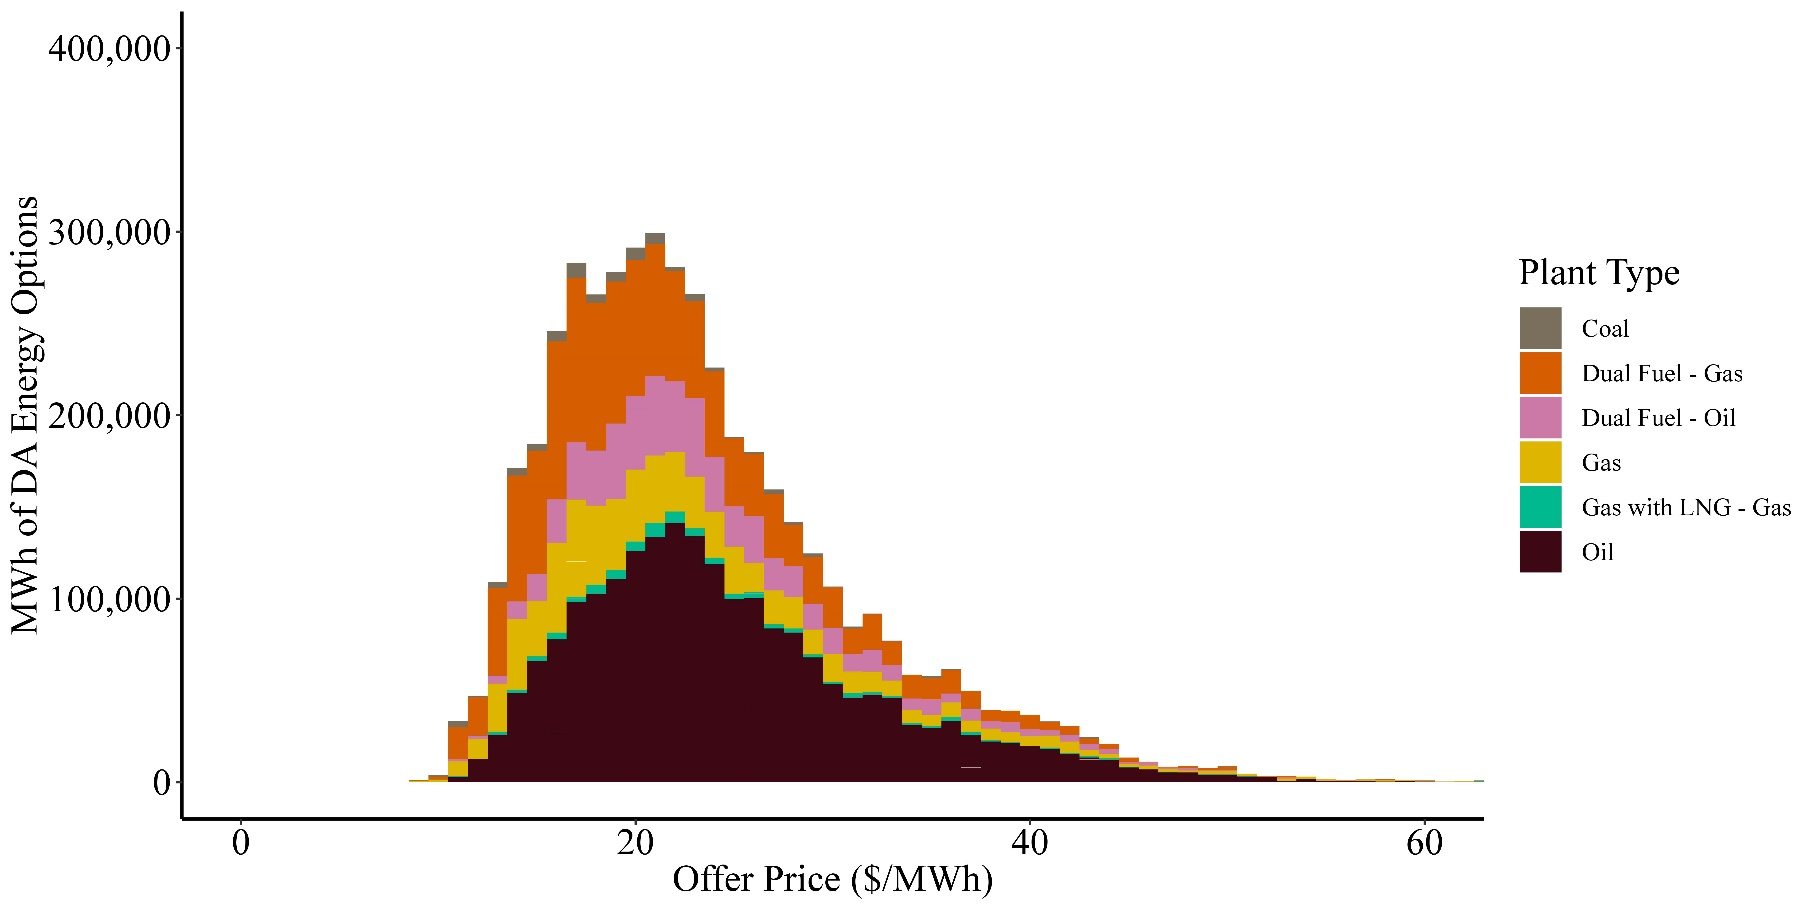 MWh of DA Energy Options
400,000
300,000
200,000
100,000
0
0 20 40 60
Offer Price ($/MWh)
Plant Type
Coal
Dual Fuel - Gas
Dual Fuel - Oil
Gas
Gas with LNG - Gas
Oil